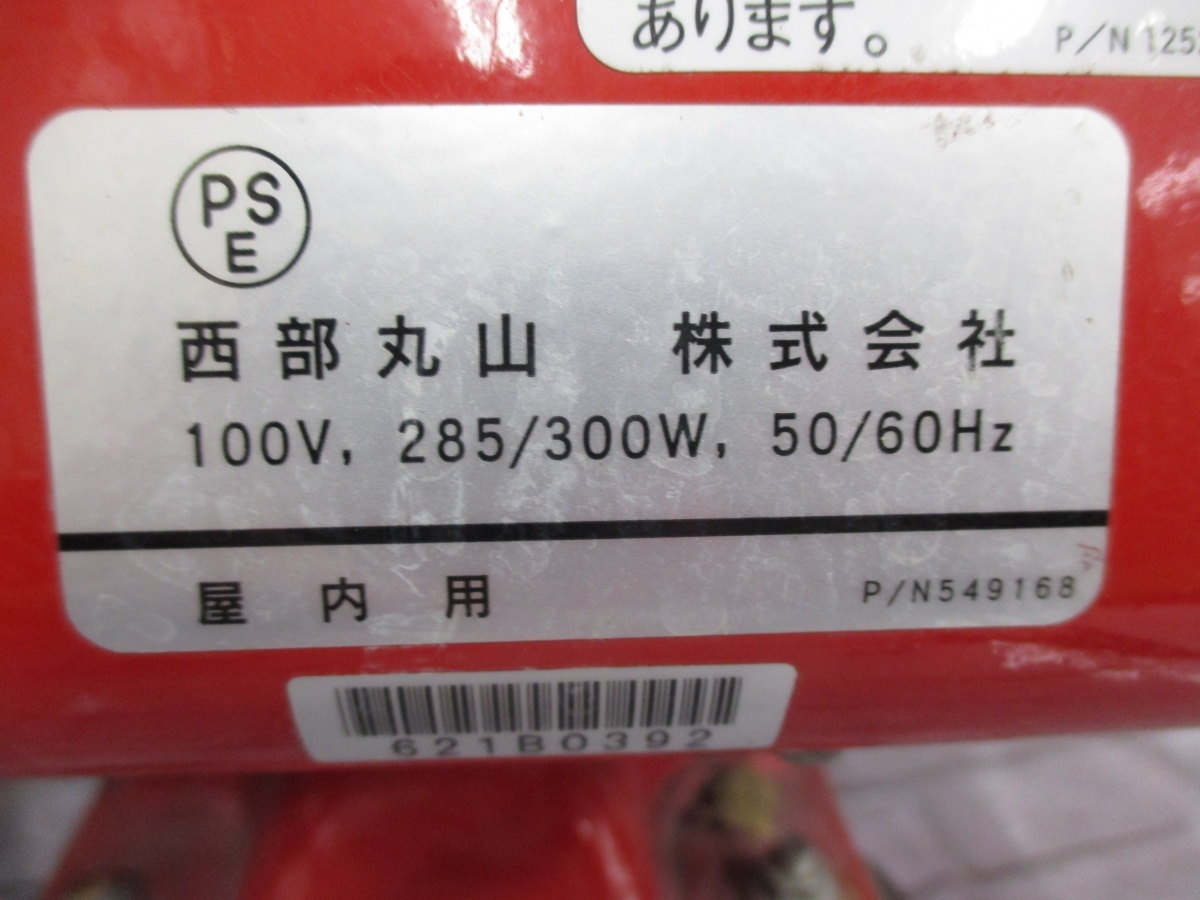 あります。
P/N 125
PS
E
西部丸山 株式会社
100V, 285/300W, 50/60Hz
屋内用
P/N549168
621B0392